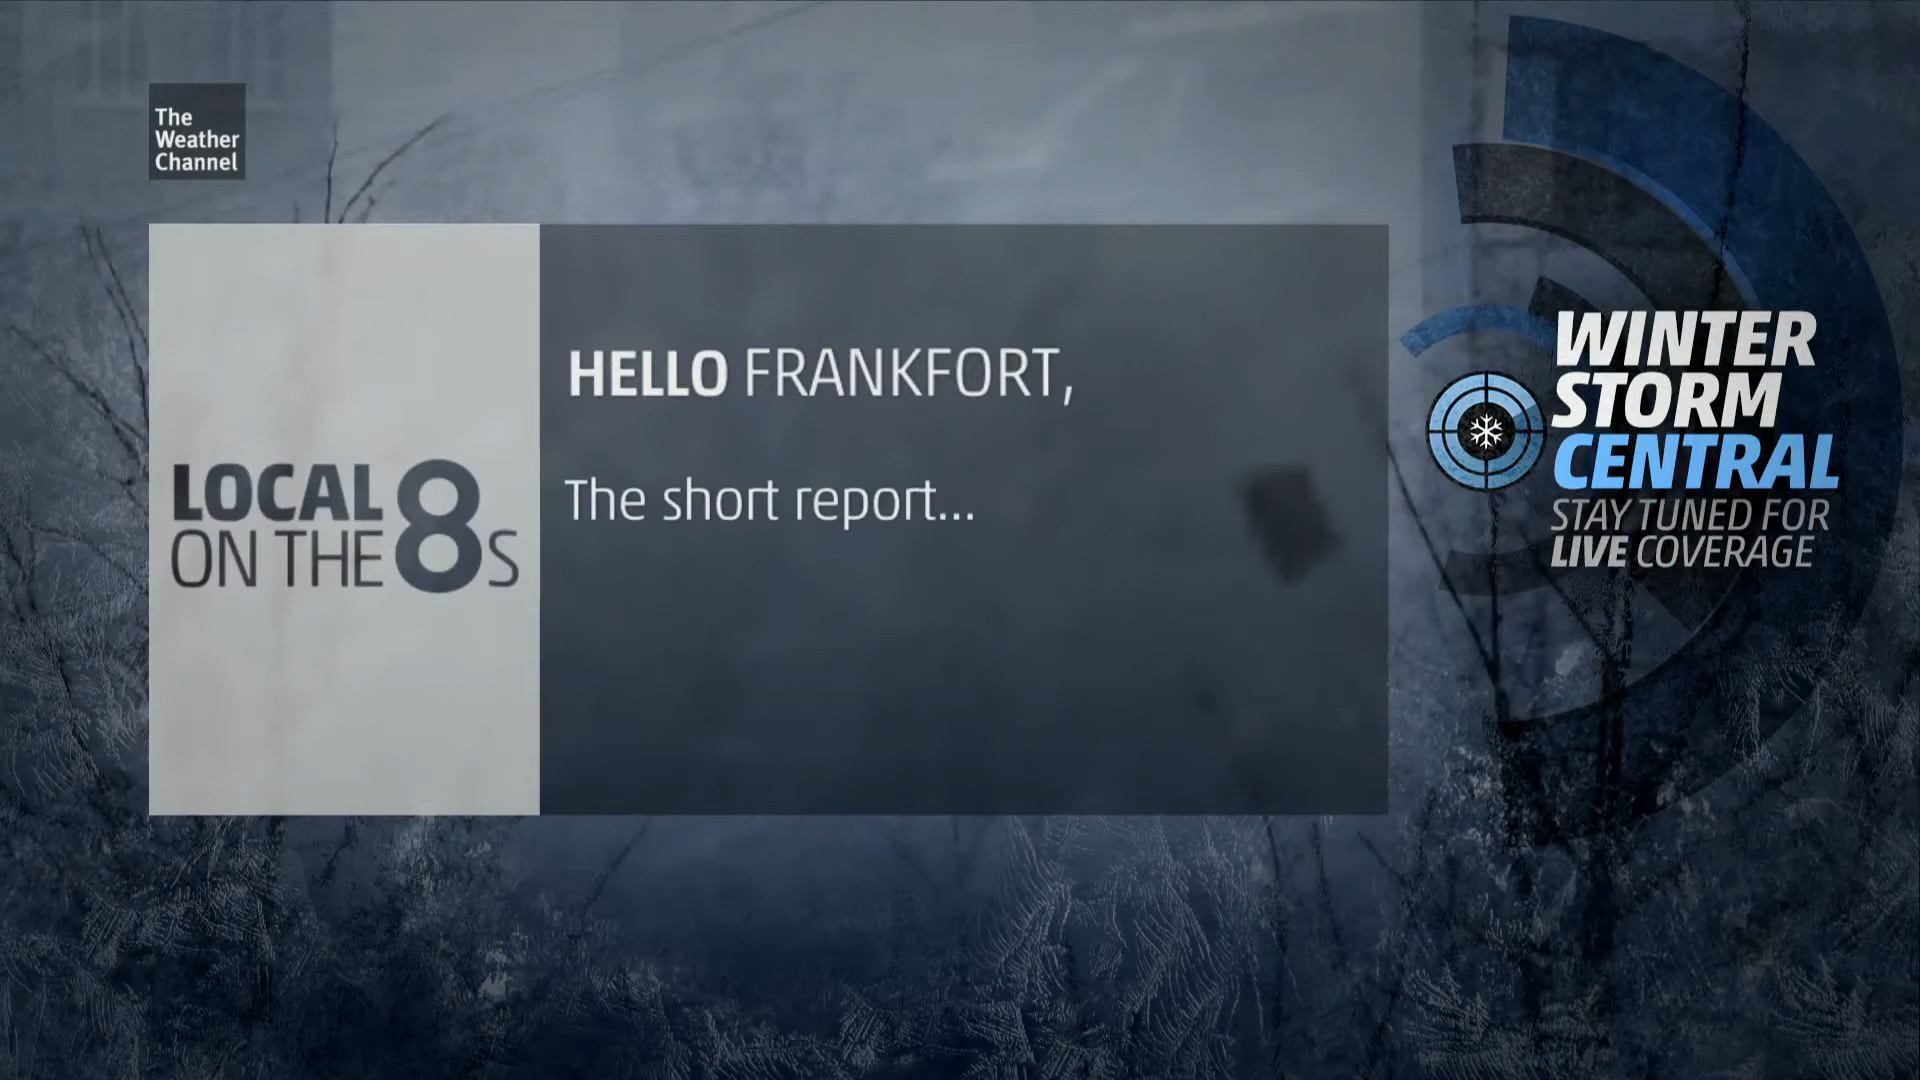 The
Weather
Channel
LOCAL
ON THE 8s
HELLO FRANKFORT,
The short report...
WINTER
STORM
CENTRAL
STAY TUNED FOR
LIVE COVERAGE